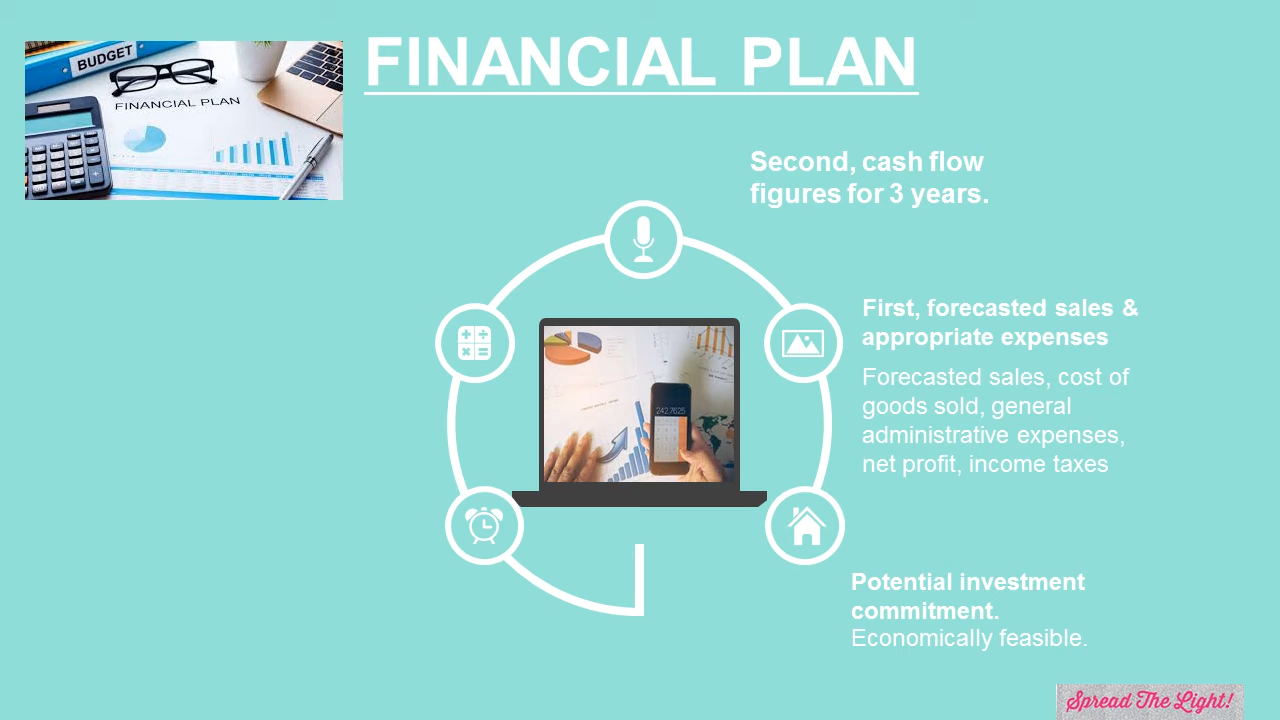 FINANCIAL PLAN
BUDGET
FINANCIAL PLAN
Second, cash flow
figures for 3 years.
First, forecasted sales &
appropriate expenses
Forecasted sales, cost of
goods sold, general
administrative expenses,
net profit, income taxes
242.7625
Potential investment
commitment.
Economically feasible.
Spread The Light!